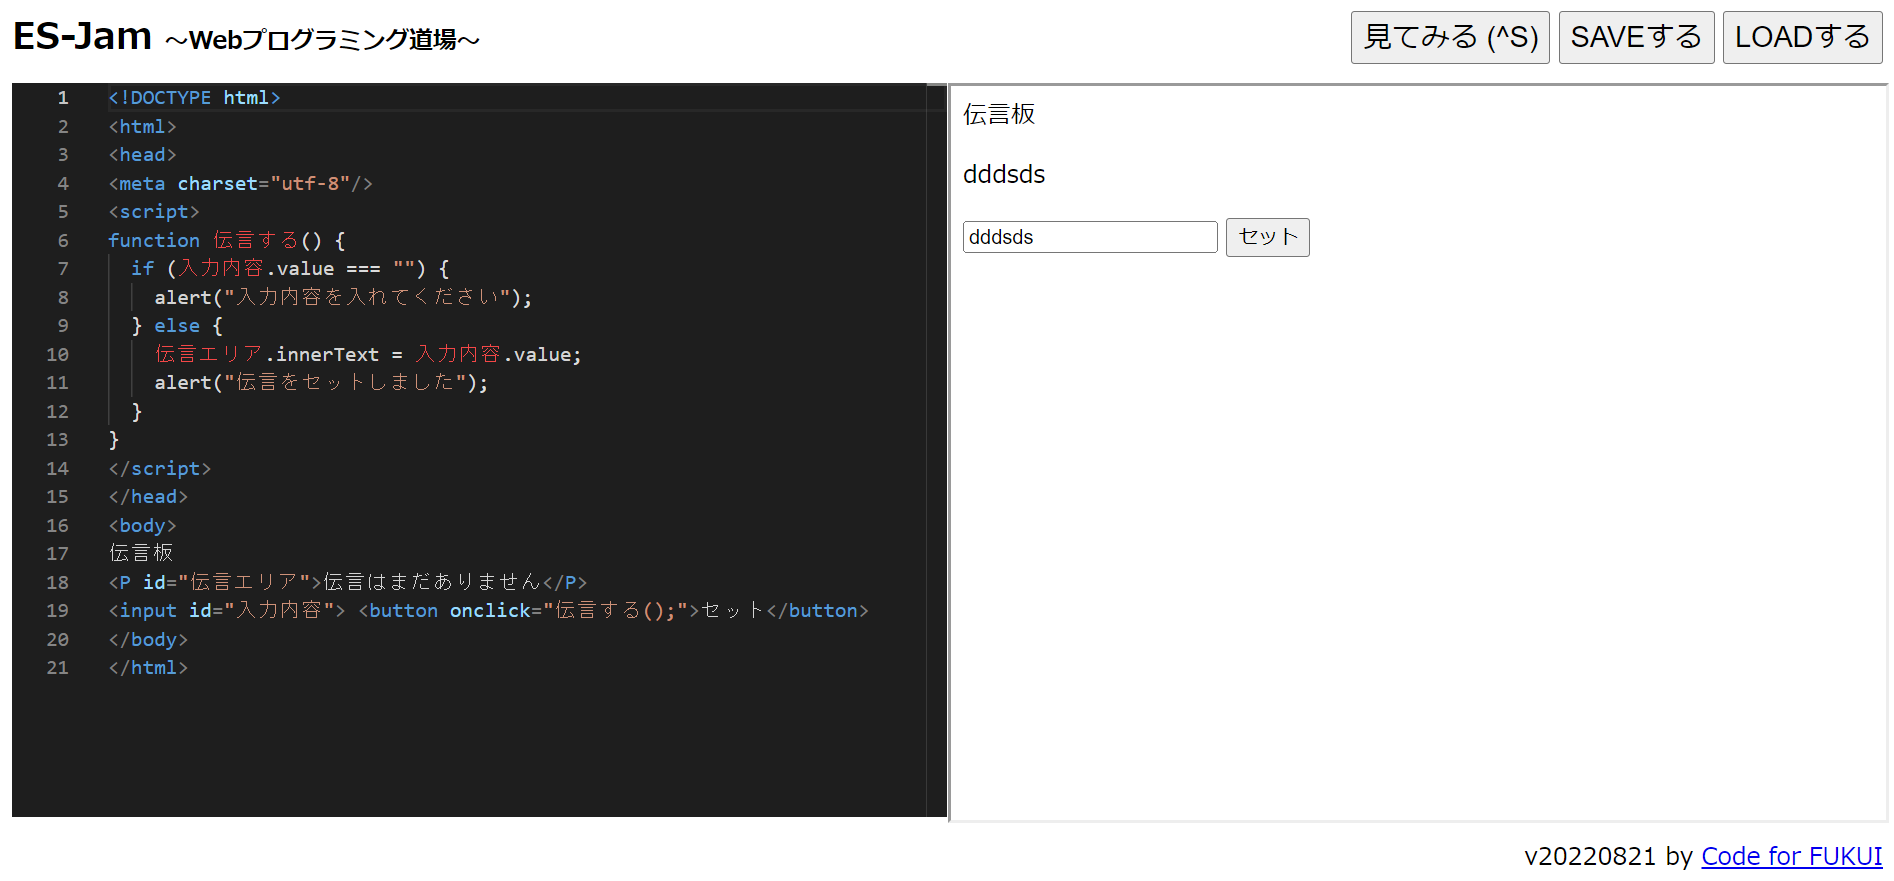 ES-Jam ～Webプログラミング道場～
見てみる (^S) SAVEする LOADする
1 <!DOCTYPE html>
2 <html>
3 <head>
4 <meta charset="utf-8"/>
5 <script>
6 function 伝言する() {
7   if (入力内容.value === "") {
8     alert("入力内容を入れてください");
9   } else {
10     伝言エリア.innerText = 入力内容.value;
11     alert("伝言をセットしました");
12   }
13 }
14 </script>
15 </head>
16 <body>
17 伝言板
18 <P id="伝言エリア">伝言はまだありません</P>
19 <input id="入力内容"> <button onclick="伝言する();">セット</button>
20 </body>
21 </html>
伝言板
dddsds
dddsds セット
v20220821 by Code for FUKUI